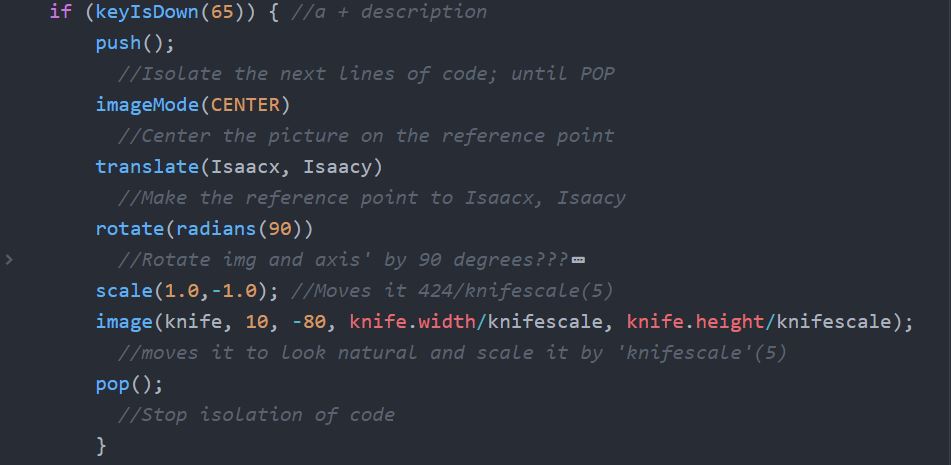 if (keyIsDown(65)) { //a + description
push();
//Isolate the next lines of code; until POP
imageMode(CENTER)
//Center the picture on the reference point
translate(Isaacx, Isaacy)
//Make the reference point to Isaacx, Isaacy
rotate(radians(90))
//Rotate img and axis' by 90 degrees???
scale(1.0,-1.0); //Moves it 424/knifescale(5)
image(knife, 10, -80, knife.width/knifescale, knife.height/knifescale);
//moves it to look natural and scale it by 'knifescale'(5)
pop();
//Stop isolation of code
}